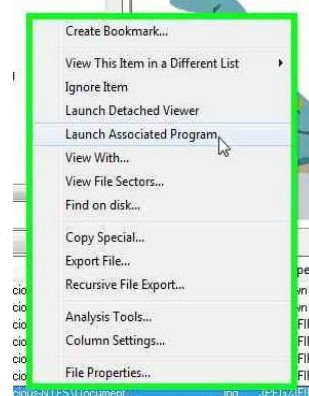 Create Bookmark...
View This Item in a Different List
Ignore Item
Launch Detached Viewer
Launch Associated Program
View With...
View File Sectors...
Find on disk...
Copy Special...
Export File...
Recursive File Export...
Analysis Tools...
Column Settings...
File Properties...